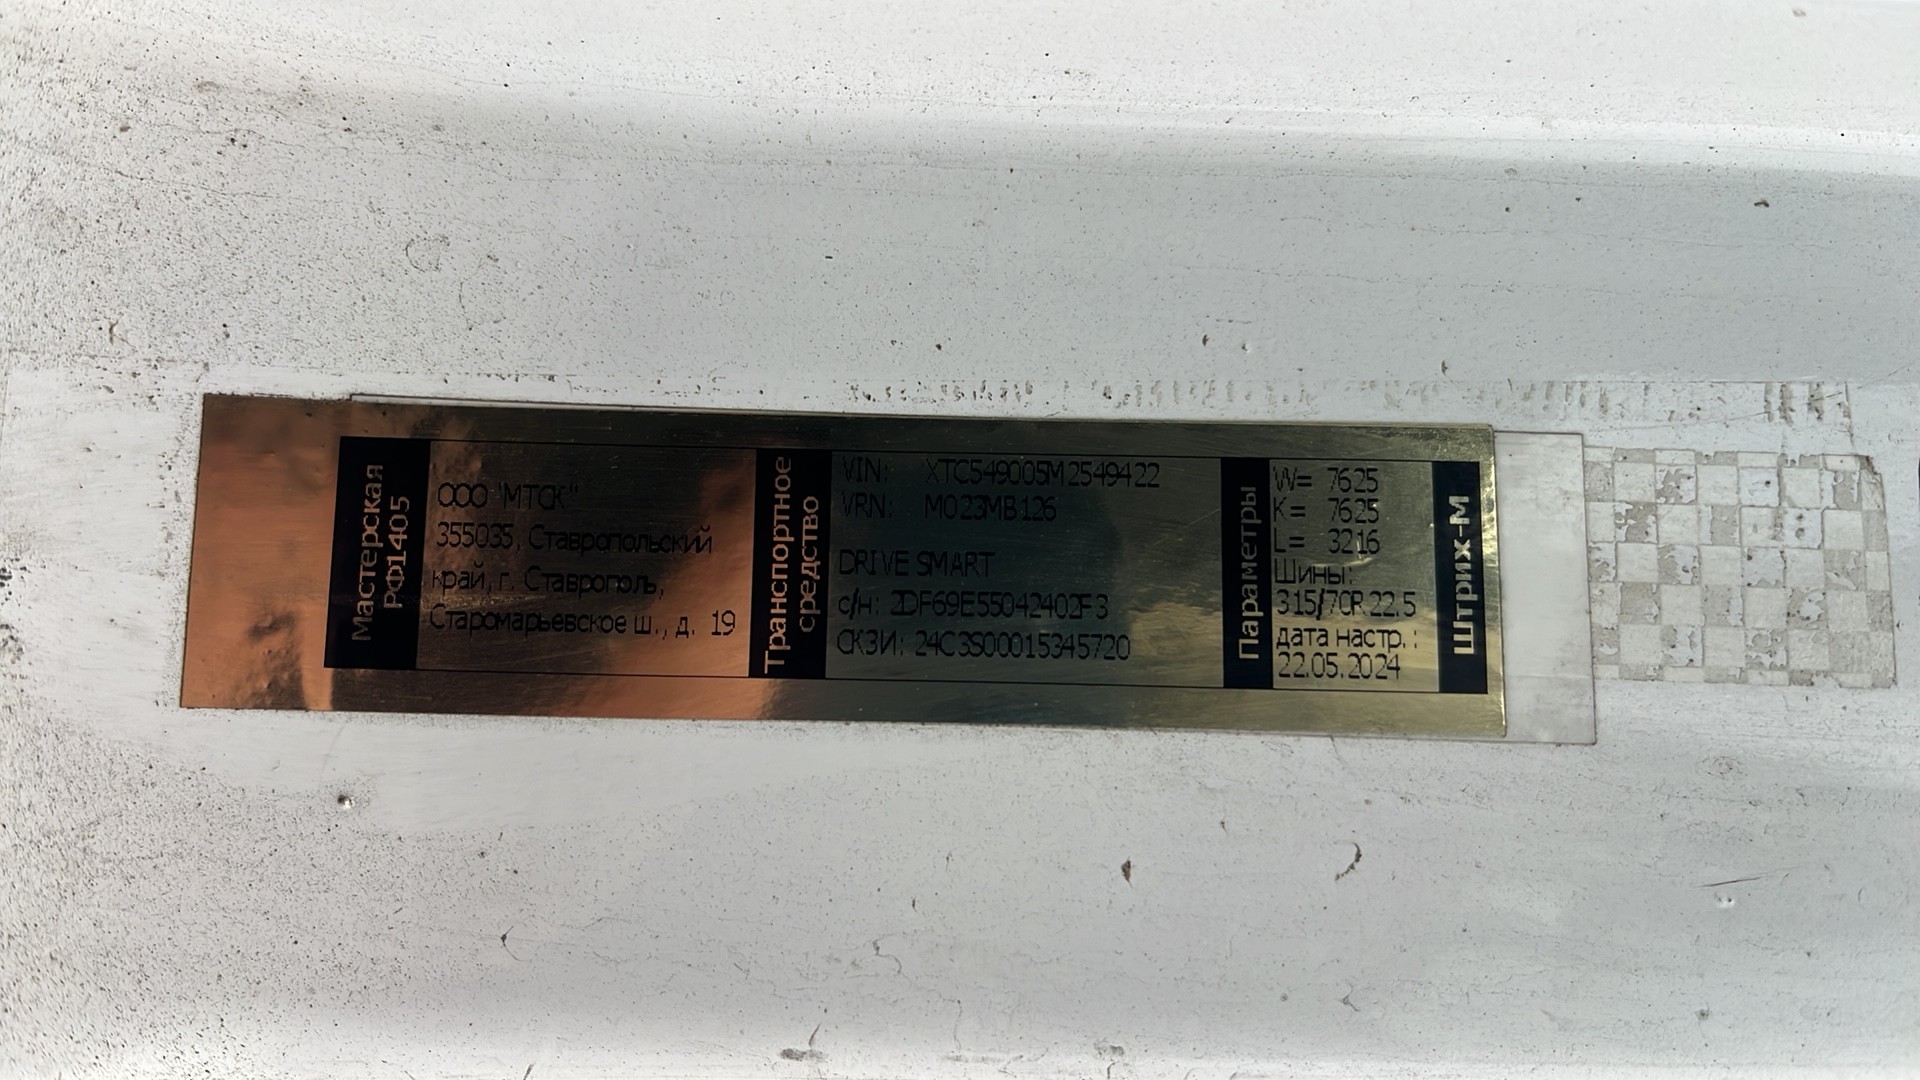 Мастерская
РФ1405
ООО "МТСК"
355035, Ставропольский
край, г. Ставрополь,
Старомарьевское ш., д. 19
Транспортное
средство
VIN: XTC549005M2549422
VRN: M023MB126
DRIVE SMART
с/н: 2DF69E55042402F3
СКЗИ: 24C3S00015345720
Параметры
W= 7625
K= 7625
L= 3216
Шины:
315/70R22.5
дата настр.:
22.05.2024
Штрих-М